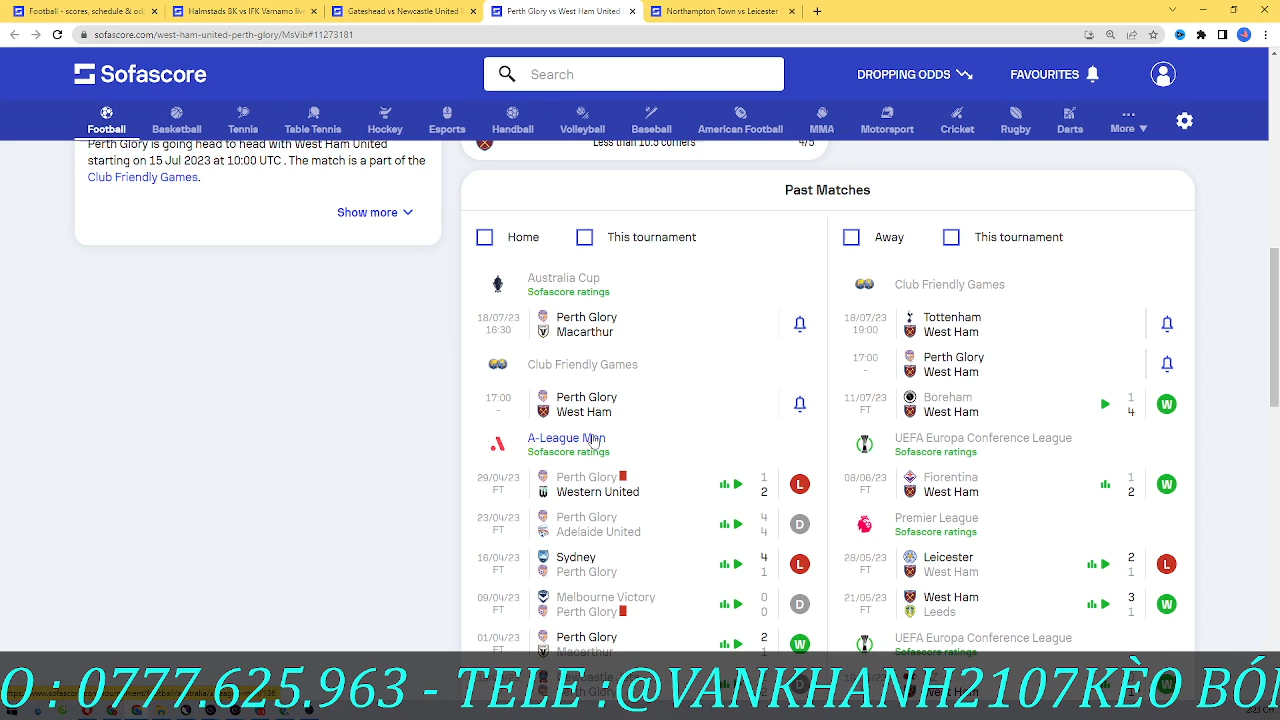 Football - scores, schedule & od
Halmstads BK vs IFK Värnamo live
Gateshead vs Newcastle United l
Perth Glory vs West Ham United
Northampton Town vs Leicester C
sofascore.com/west-ham-united-perth-glory/MsVib#11273181
Sofascore
Search
DROPPING ODDS
FAVOURITES
Football
Basketball
Tennis
Table Tennis
Hockey
Esports
Handball
Volleyball
Baseball
American Football
MMA
Motorsport
Cricket
Rugby
Darts
More
Perth Glory is going head to head with West Ham United
starting on 15 Jul 2023 at 10:00 UTC . The match is a part of the
Club Friendly Games.
Show more
Less than 10.5 corners 4/5
Past Matches
Home
This tournament
Australia Cup
Sofascore ratings
18/07/23 Perth Glory
16:30 Macarthur
Club Friendly Games
17:00 Perth Glory
- West Ham
A-League Men
Sofascore ratings
29/04/23 Perth Glory 1
FT Western United 2 L
23/04/23 Perth Glory 4
FT Adelaide United 4 D
16/04/23 Sydney 4
FT Perth Glory 1 L
09/04/23 Melbourne Victory 0
FT Perth Glory 0 D
01/04/23 Perth Glory 2
FT Macarthur 1 W
Away
This tournament
Club Friendly Games
18/07/23 Tottenham
19:00 West Ham
17:00 Perth Glory
- West Ham
11/07/23 Boreham 1
FT West Ham 4 W
UEFA Europa Conference League
Sofascore ratings
08/06/23 Fiorentina 1
FT West Ham 2 W
Premier League
Sofascore ratings
28/05/23 Leicester 2
FT West Ham 1 L
21/05/23 West Ham 3
FT Leeds 1 W
UEFA Europa Conference League
Sofascore ratings
O : 0777.625.963 - TELE :@VANKHANH2107KÈO BÓN